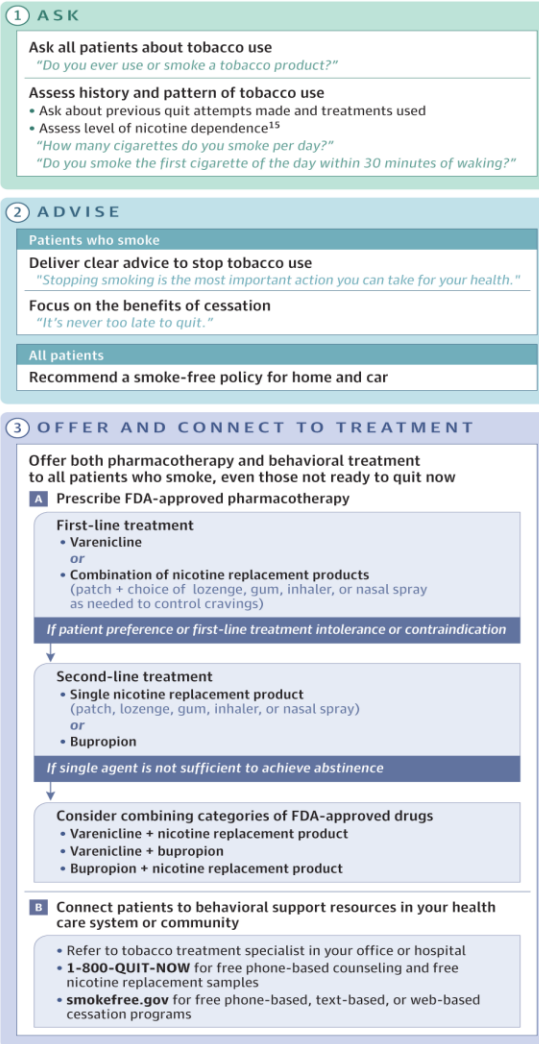 1 ASK
Ask all patients about tobacco use
"Do you ever use or smoke a tobacco product?"
Assess history and pattern of tobacco use
• Ask about previous quit attempts made and treatments used
• Assess level of nicotine dependence15
"How many cigarettes do you smoke per day?"
"Do you smoke the first cigarette of the day within 30 minutes of waking?"
2 ADVISE
Patients who smoke
Deliver clear advice to stop tobacco use
"Stopping smoking is the most important action you can take for your health."
Focus on the benefits of cessation
"It's never too late to quit."
All patients
Recommend a smoke-free policy for home and car
3 OFFER AND CONNECT TO TREATMENT
Offer both pharmacotherapy and behavioral treatment
to all patients who smoke, even those not ready to quit now
A Prescribe FDA-approved pharmacotherapy
First-line treatment
• Varenicline
or
• Combination of nicotine replacement products
(patch + choice of lozenge, gum, inhaler, or nasal spray
as needed to control cravings)
If patient preference or first-line treatment intolerance or contraindication
Second-line treatment
• Single nicotine replacement product
(patch, lozenge, gum, inhaler, or nasal spray)
or
• Bupropion
If single agent is not sufficient to achieve abstinence
Consider combining categories of FDA-approved drugs
• Varenicline + nicotine replacement product
• Varenicline + bupropion
• Bupropion + nicotine replacement product
B Connect patients to behavioral support resources in your health
care system or community
• Refer to tobacco treatment specialist in your office or hospital
• 1-800-QUIT-NOW for free phone-based counseling and free
nicotine replacement samples
• smokefree.gov for free phone-based, text-based, or web-based
cessation programs